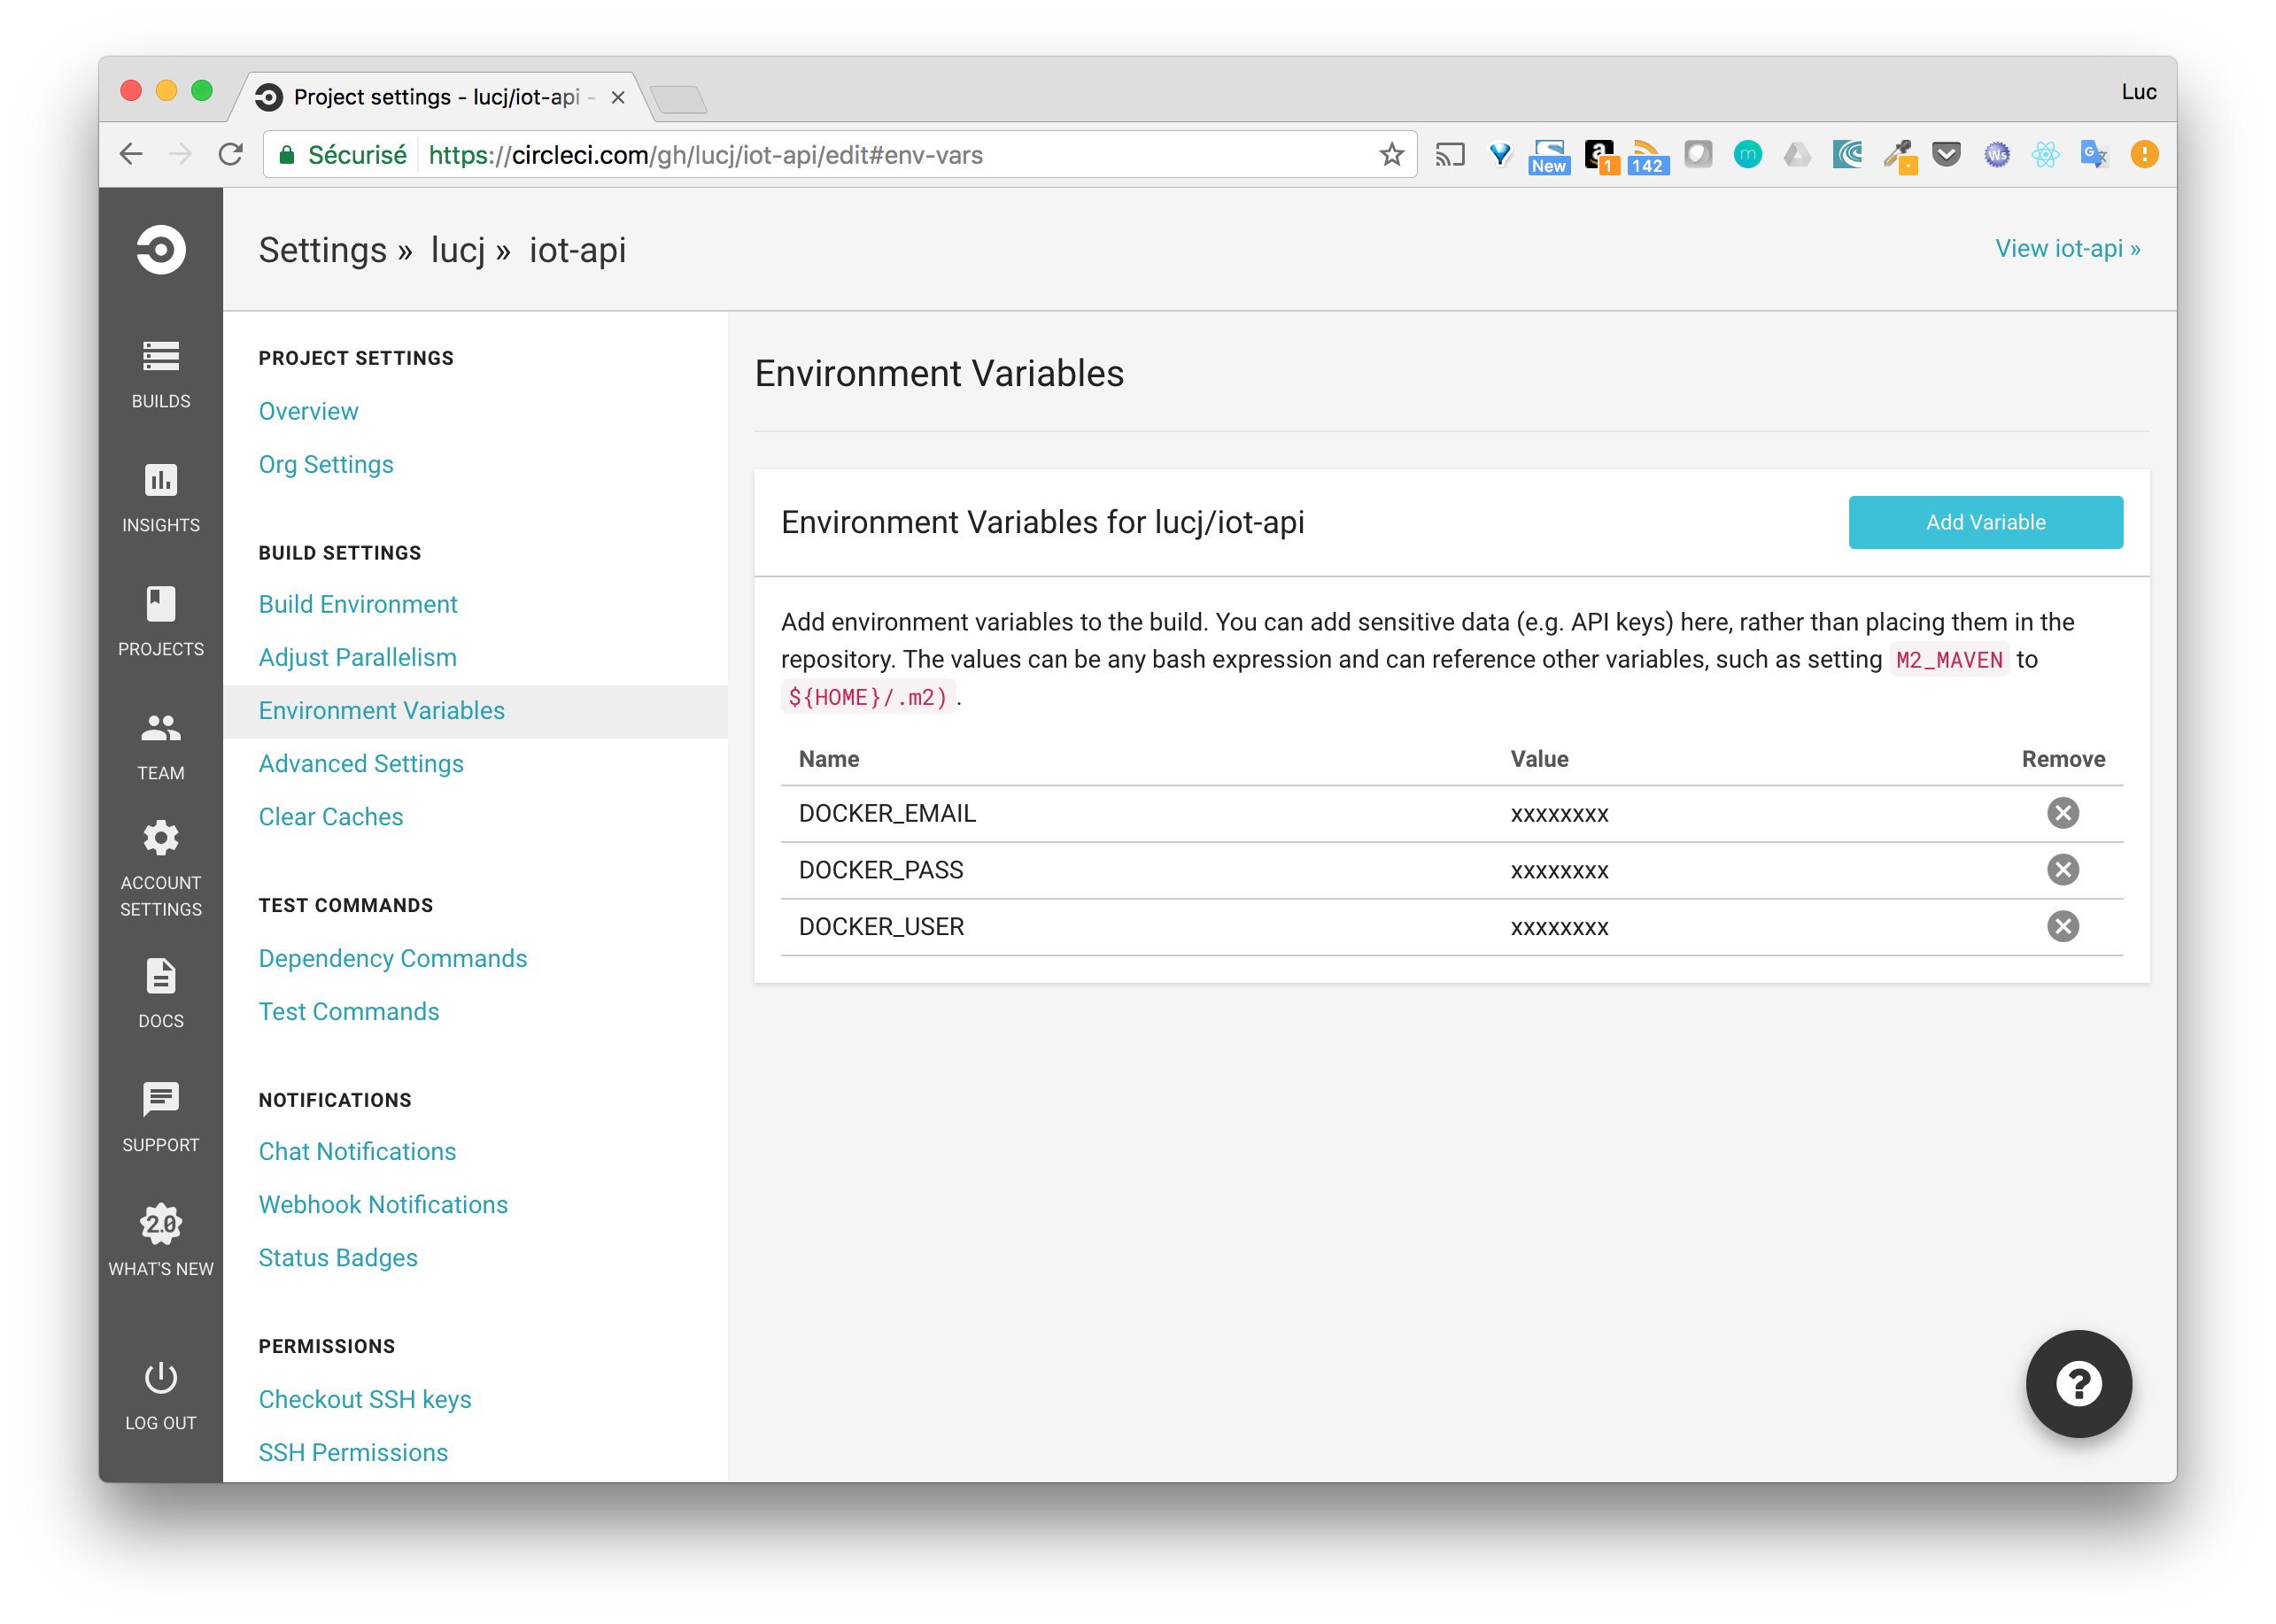 Project settings - lucj/iot-api -
Luc
Sécurisé https://circleci.com/gh/lucj/iot-api/edit#env-vars
New
a
1
142
m
WS
G
Settings » lucj » iot-api
View iot-api »
BUILDS
INSIGHTS
PROJECTS
TEAM
ACCOUNT
SETTINGS
DOCS
SUPPORT
2.0
WHAT'S NEW
LOG OUT
PROJECT SETTINGS
Overview
Org Settings
BUILD SETTINGS
Build Environment
Adjust Parallelism
Environment Variables
Advanced Settings
Clear Caches
TEST COMMANDS
Dependency Commands
Test Commands
NOTIFICATIONS
Chat Notifications
Webhook Notifications
Status Badges
PERMISSIONS
Checkout SSH keys
SSH Permissions
Environment Variables
Environment Variables for lucj/iot-api
Add Variable
Add environment variables to the build. You can add sensitive data (e.g. API keys) here, rather than placing them in the
repository. The values can be any bash expression and can reference other variables, such as setting M2_MAVEN to
${HOME}/.m2) .
Name Value Remove
DOCKER_EMAIL xxxxxxxx
DOCKER_PASS xxxxxxxx
DOCKER_USER xxxxxxxx